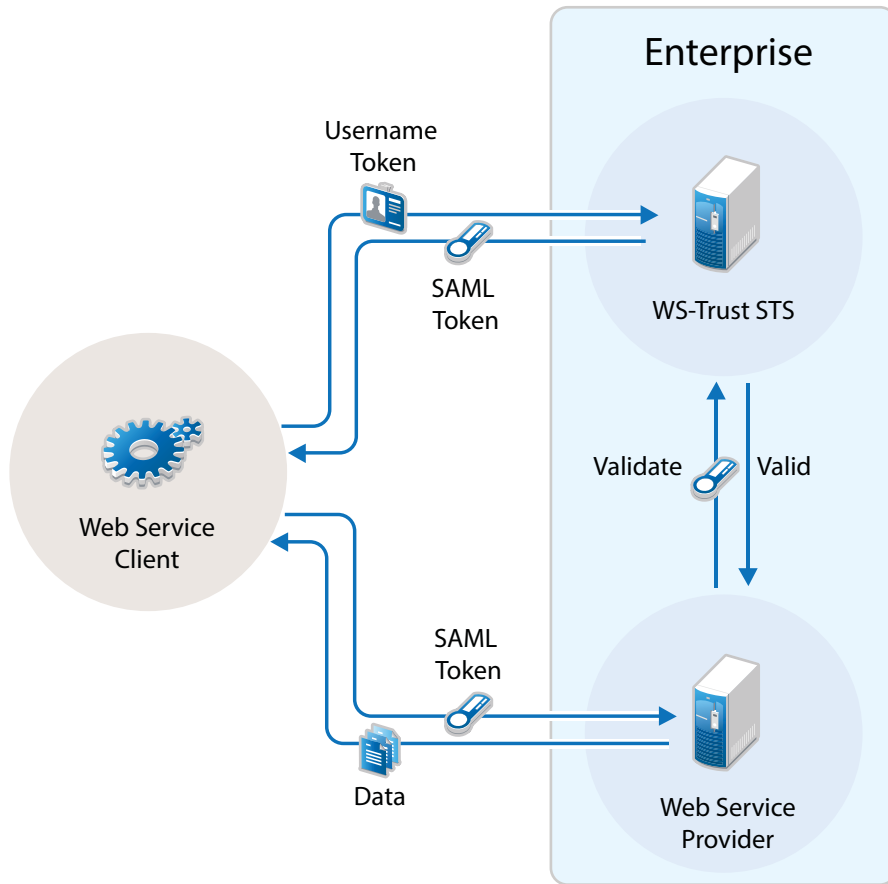 Enterprise
Username
Token
SAML
Token
WS-Trust STS
Validate
Valid
Web Service
Client
SAML
Token
Data
Web Service
Provider